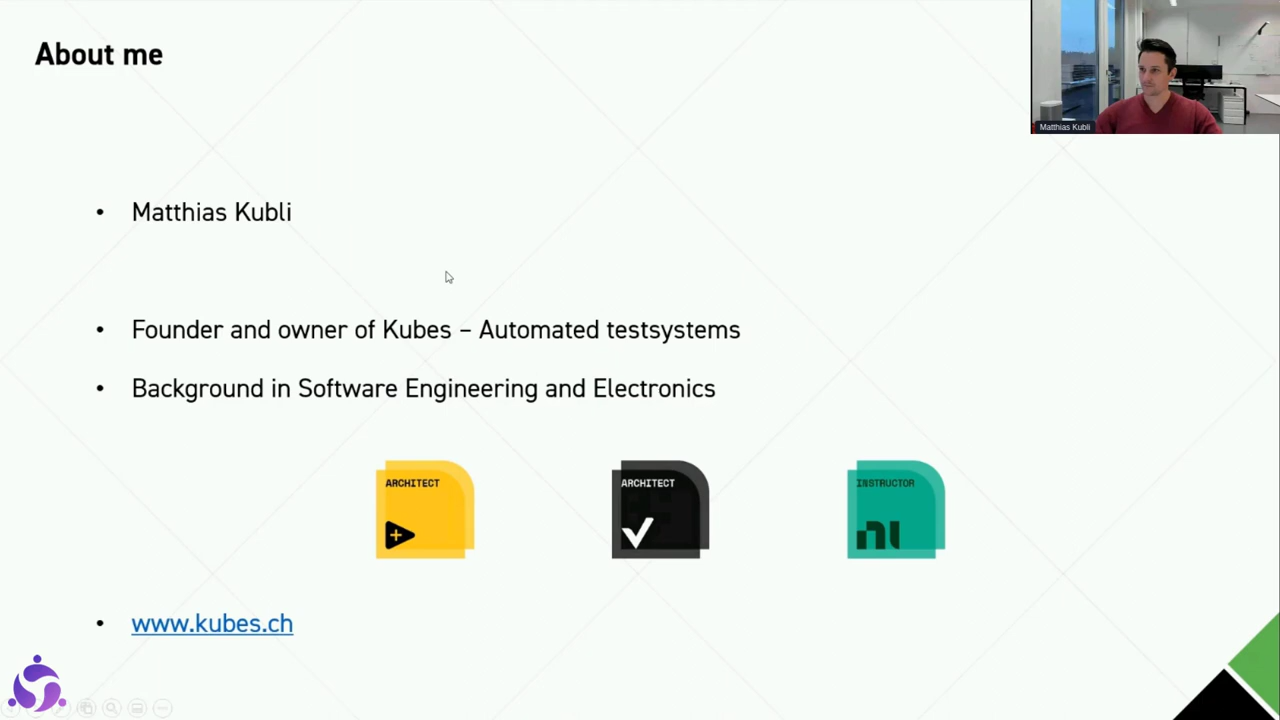 About me
Matthias Kubli
• Matthias Kubli
• Founder and owner of Kubes – Automated testsystems
• Background in Software Engineering and Electronics
ARCHITECT
ARCHITECT
INSTRUCTOR
nı
• www.kubes.ch